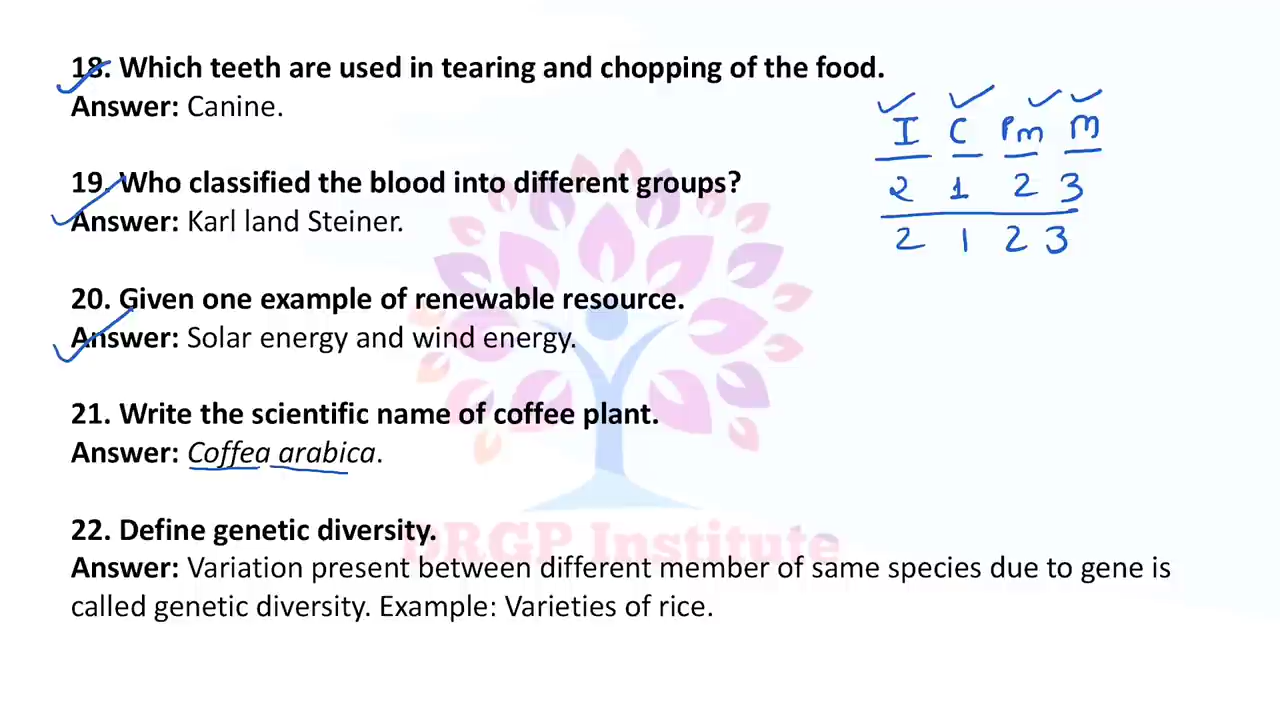 18. Which teeth are used in tearing and chopping of the food.
Answer: Canine.
I C Pm M
2 1 2 3
2 1 2 3
19. Who classified the blood into different groups?
Answer: Karl land Steiner.
20. Given one example of renewable resource.
Answer: Solar energy and wind energy.
21. Write the scientific name of coffee plant.
Answer: Coffea arabica.
22. Define genetic diversity.
Answer: Variation present between different member of same species due to gene is
called genetic diversity. Example: Varieties of rice.
DRGP Institute